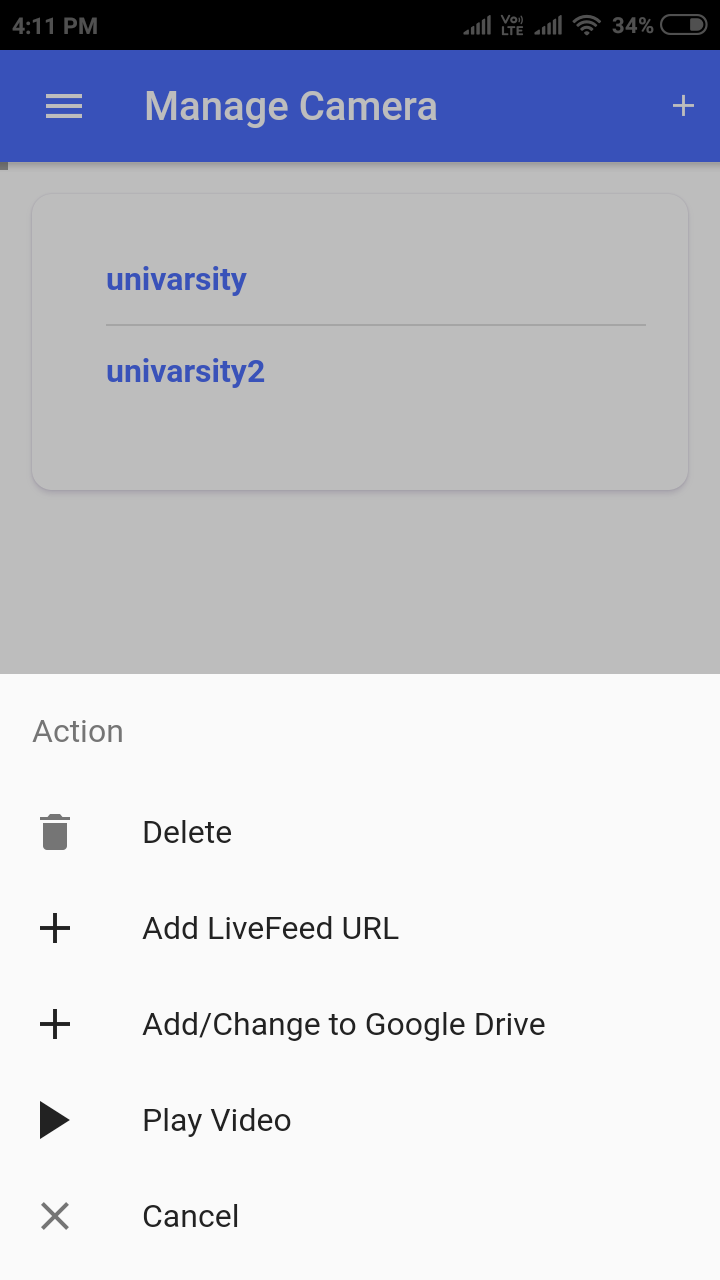 4:11 PM Vo) LTE 34%
Manage Camera
univarsity
univarsity2
Action
Delete
Add LiveFeed URL
Add/Change to Google Drive
Play Video
Cancel